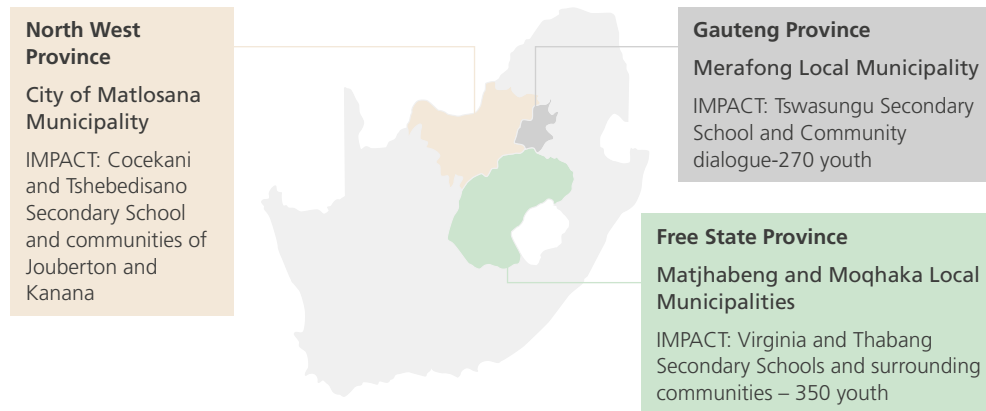 North West
Province
City of Matlosana
Municipality
IMPACT: Cocekani
and Tshebedisano
Secondary School
and communities of
Jouberton and
Kanana
Gauteng Province
Merafong Local Municipality
IMPACT: Tswasungu Secondary
School and Community
dialogue-270 youth
Free State Province
Matjhabeng and Moqhaka Local
Municipalities
IMPACT: Virginia and Thabang
Secondary Schools and surrounding
communities – 350 youth